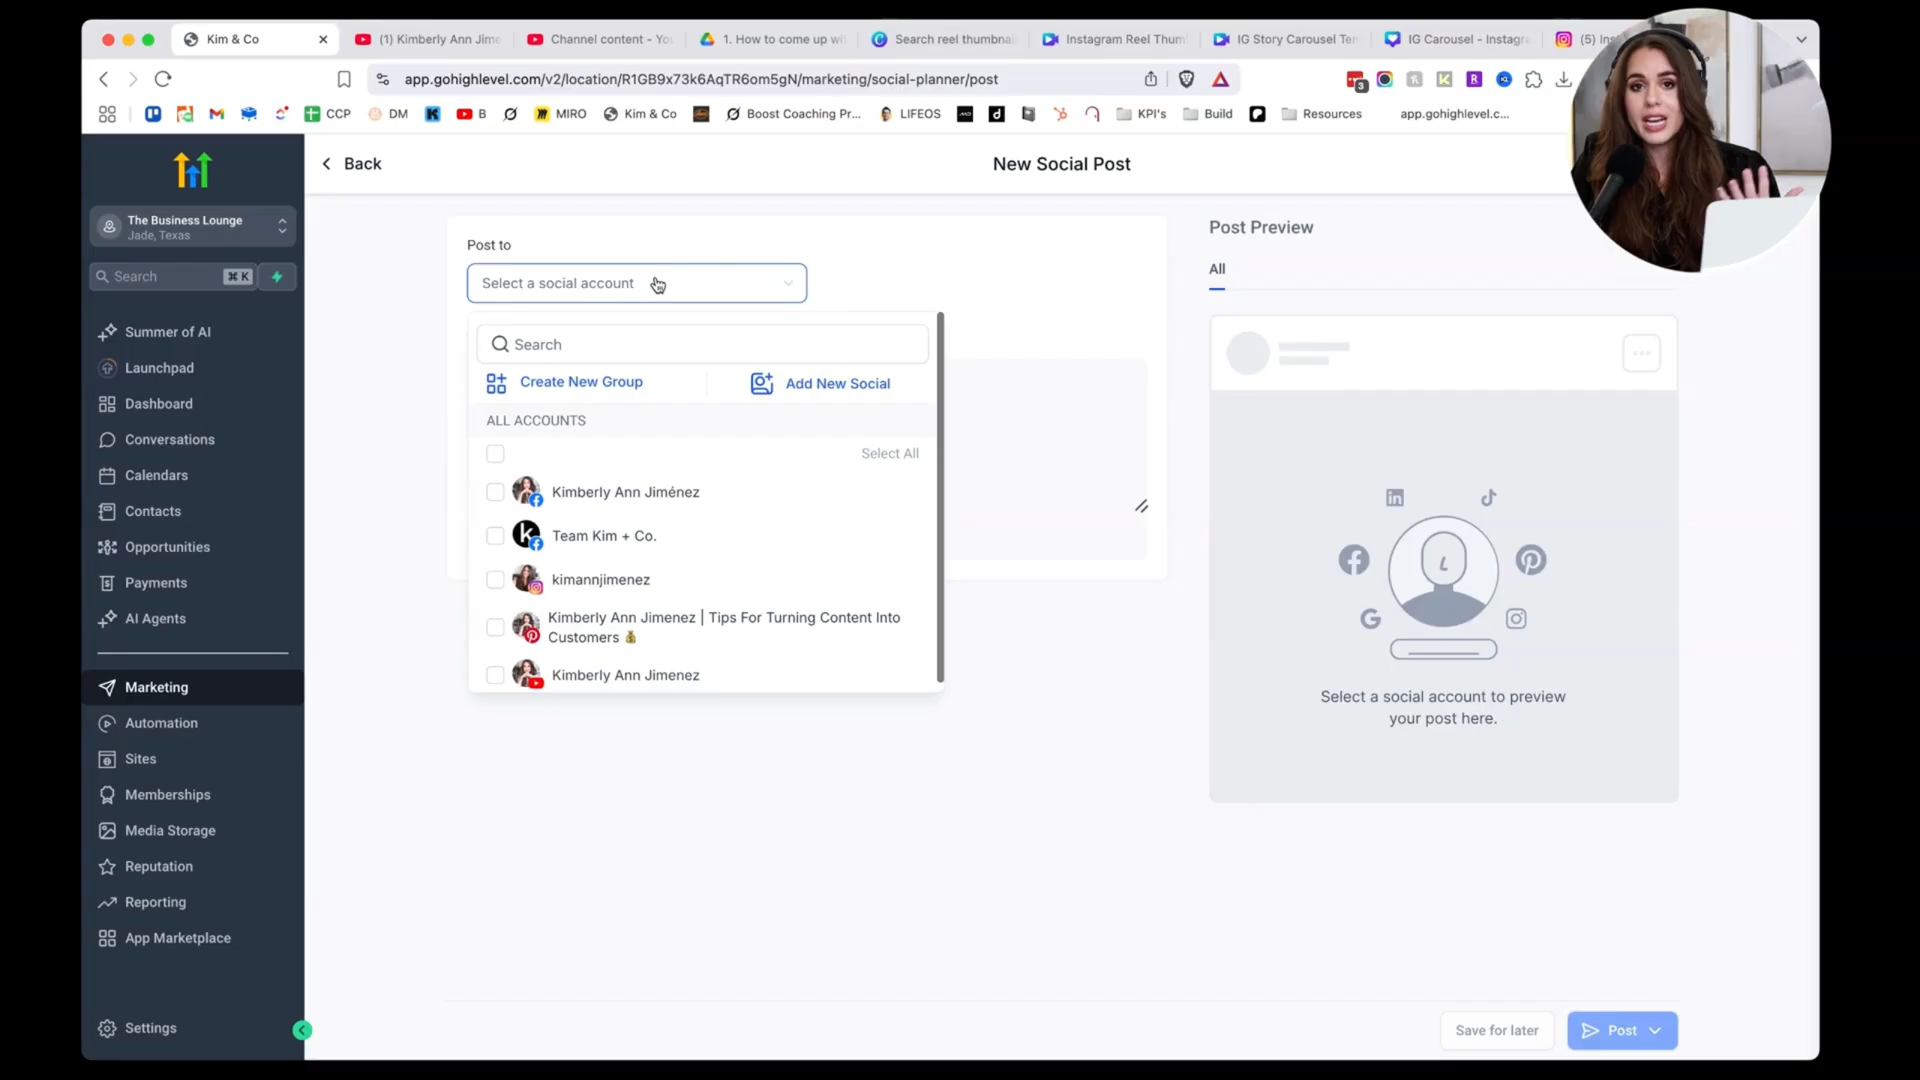 Kim & Co
(1) Kimberly Ann Jime
Channel content - Yo
1. How to come up wi
Search reel thumbna
Instagram Reel Thum
IG Story Carousel Te
IG Carousel - Instagra
(5) Ins
app.gohighlevel.com/v2/location/R1GB9x73k6AqTR6om5gN/marketing/social-planner/post
3
CCP
DM
B
MIRO
Kim & Co
Boost Coaching Pr...
LIFEOS
KPI's
Build
Resources
app.gohighlevel.c...
Back
New Social Post
The Business Lounge
Jade, Texas
Search
⌘ K
Summer of AI
Launchpad
Dashboard
Conversations
Calendars
Contacts
Opportunities
Payments
AI Agents
Marketing
Automation
Sites
Memberships
Media Storage
Reputation
Reporting
App Marketplace
Settings
Post to
Select a social account
Search
Create New Group
Add New Social
ALL ACCOUNTS
Select All
Kimberly Ann Jiménez
Team Kim + Co.
kimannjimenez
Kimberly Ann Jimenez | Tips For Turning Content Into
Customers 💰
Kimberly Ann Jimenez
Post Preview
All
Select a social account to preview
your post here.
Save for later
Post